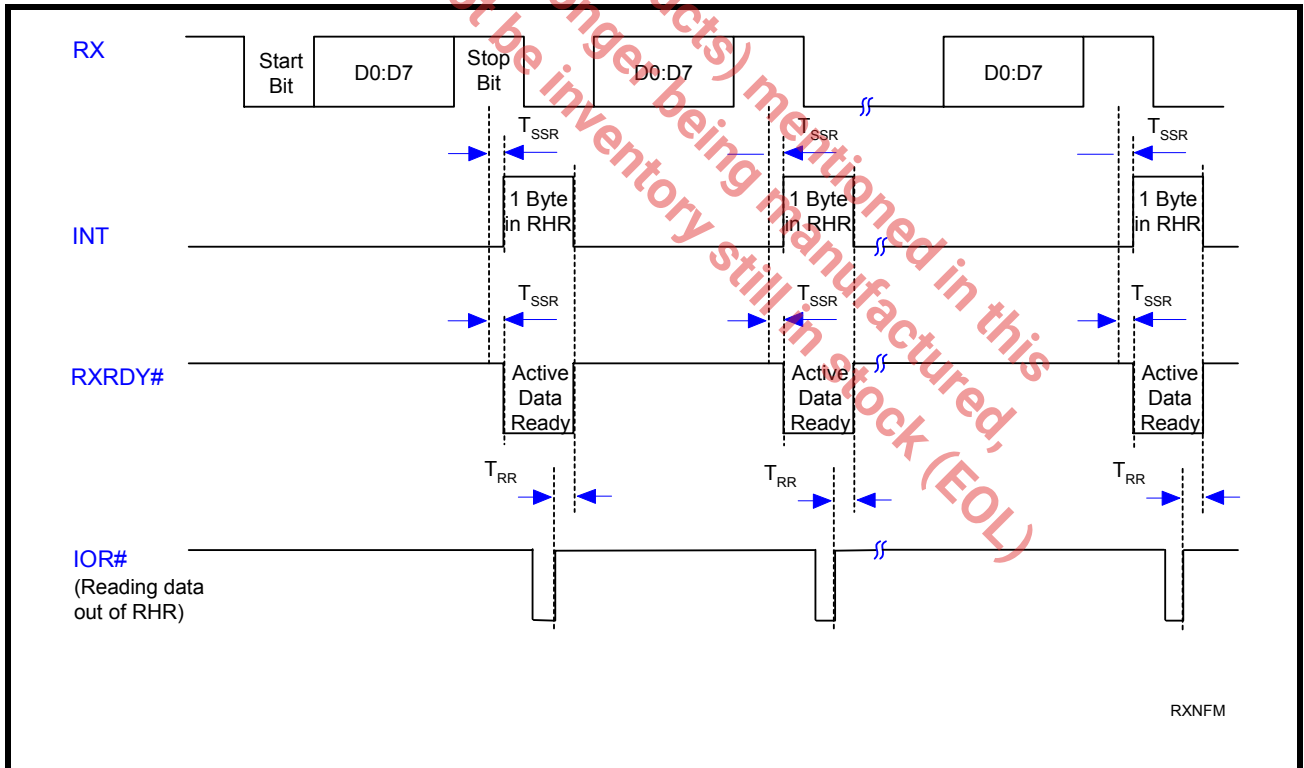 RX
Start
Bit
D0:D7
Stop
Bit
D0:D7
D0:D7
TSSR
TSSR
TSSR
INT
1 Byte
in RHR
1 Byte
in RHR
1 Byte
in RHR
TSSR
TSSR
TSSR
RXRDY#
Active
Data
Ready
Active
Data
Ready
Active
Data
Ready
TRR
TRR
TRR
IOR#
(Reading data
out of RHR)
RXNFM
cts) mentioned in this
onger being manufactured,
ot be inventory still in stock (EOL)